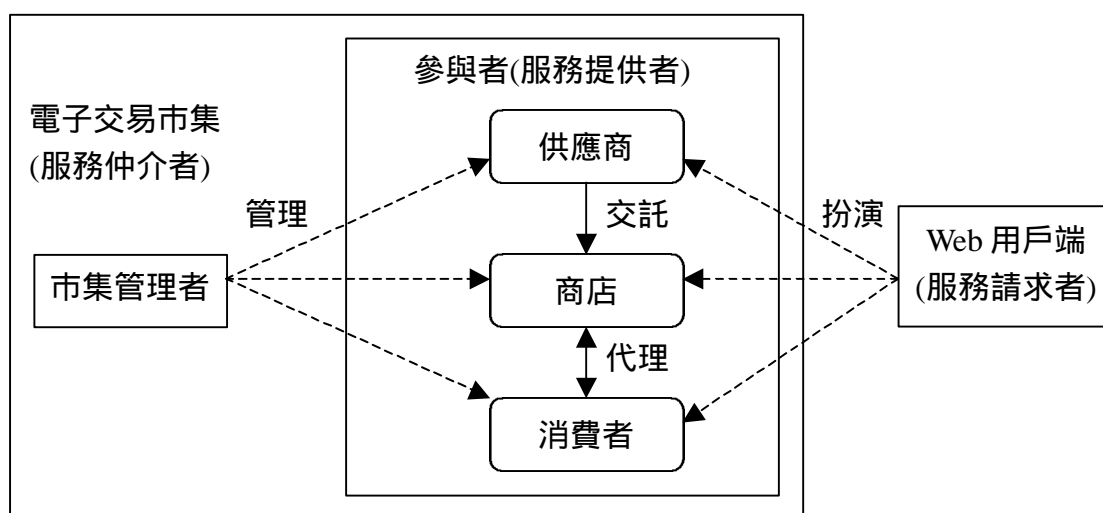 參與者(服務提供者)
電子交易市集
(服務仲介者)
供應商
管理
交託
扮演
市集管理者
商店
Web 用戶端
(服務請求者)
代理
消費者